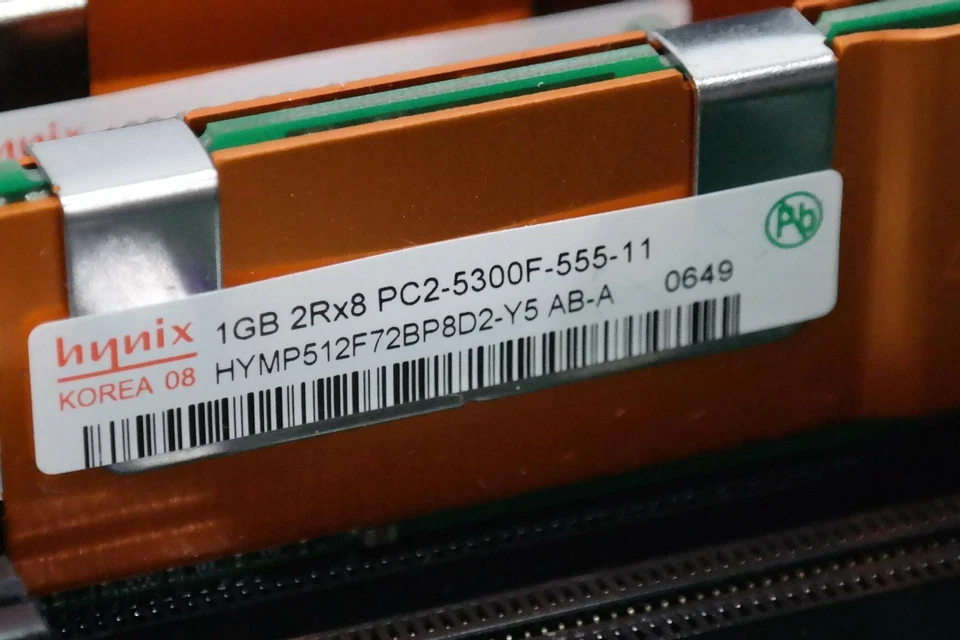 hynix
KOREA 08
1GB 2Rx8 PC2-5300F-555-11
HYMP512F72BP8D2-Y5 AB-A
0649
Pb